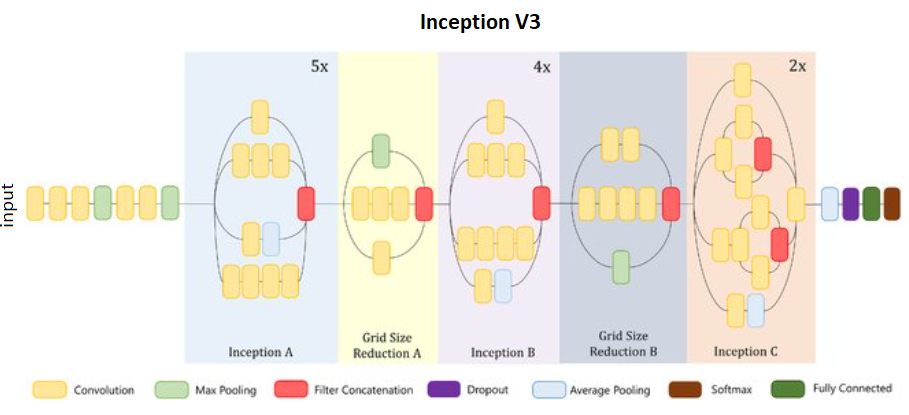 Inception V3
5x
4x
2x
input
Inception A
Grid Size
Reduction A
Inception B
Grid Size
Reduction B
Inception C
Convolution
Max Pooling
Filter Concatenation
Dropout
Average Pooling
Softmax
Fully Connected